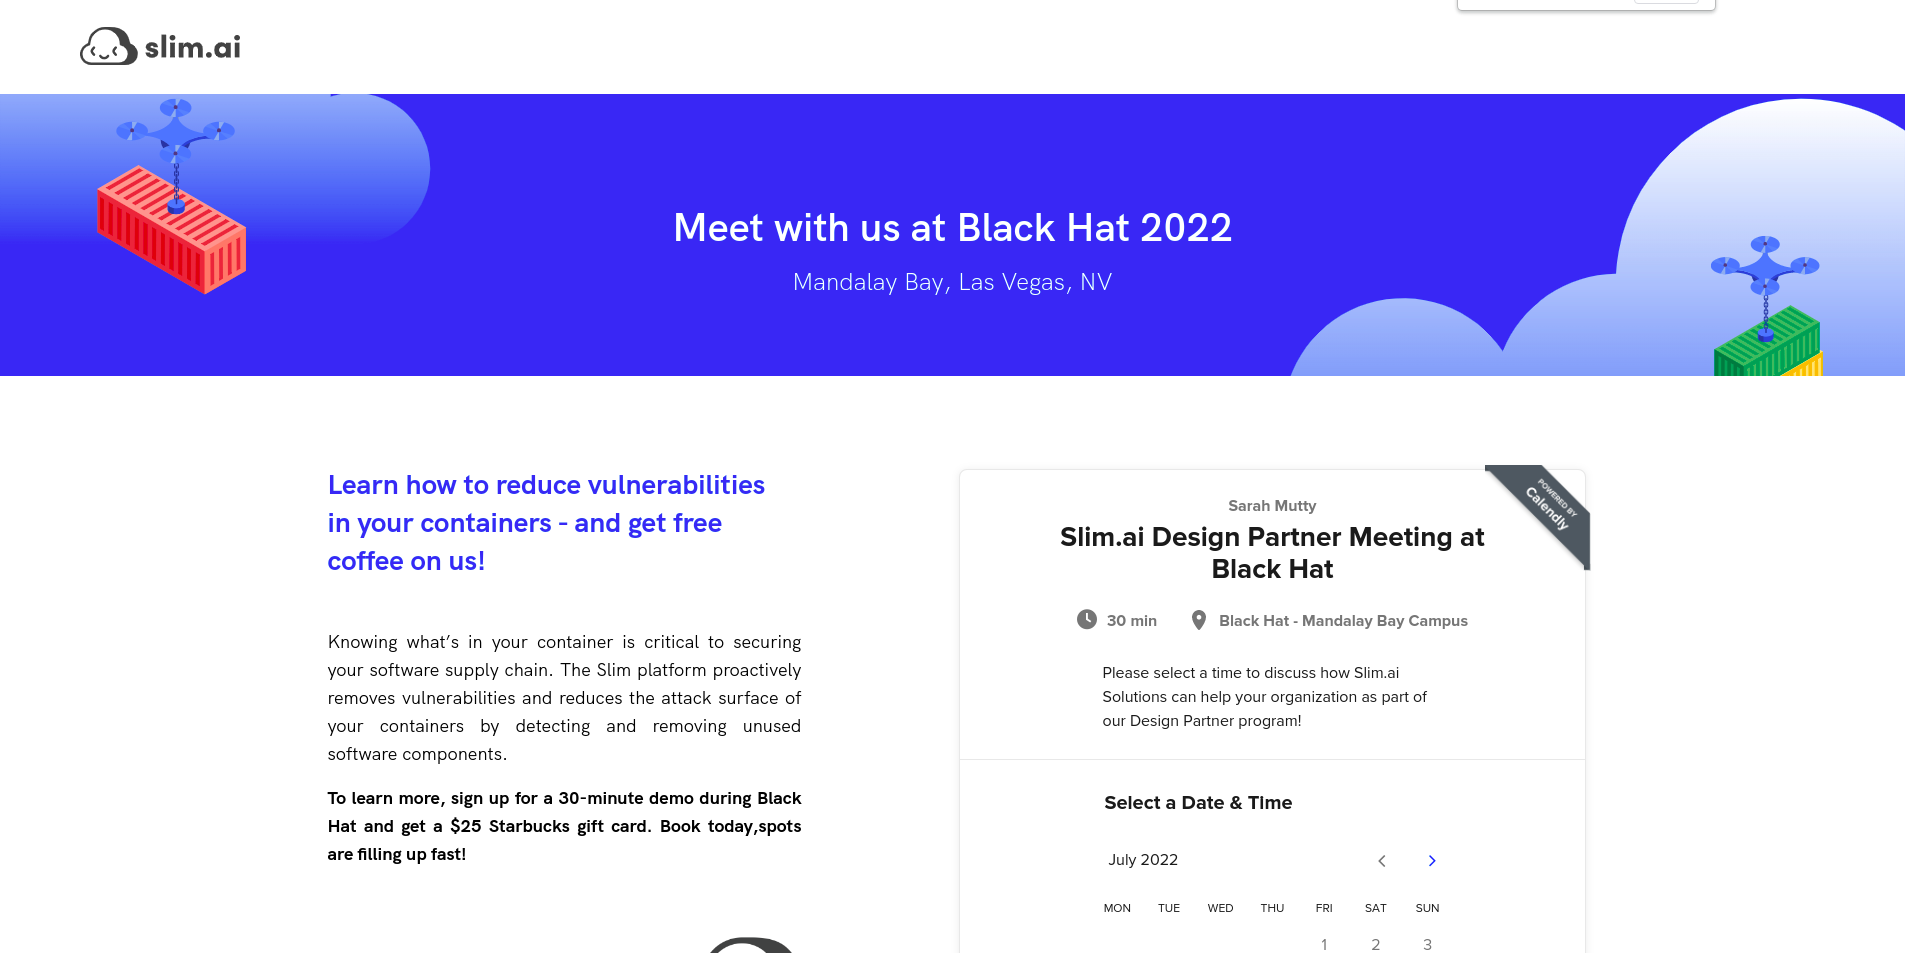 slim.ai
Meet with us at Black Hat 2022
Mandalay Bay, Las Vegas, NV
Learn how to reduce vulnerabilities
in your containers - and get free
coffee on us!
Knowing what’s in your container is critical to securing
your software supply chain. The Slim platform proactively
removes vulnerabilities and reduces the attack surface of
your containers by detecting and removing unused
software components.
To learn more, sign up for a 30-minute demo during Black
Hat and get a $25 Starbucks gift card. Book today,spots
are filling up fast!
POWERED BY
Calendly
Sarah Mutty
Slim.ai Design Partner Meeting at
Black Hat
30 min Black Hat - Mandalay Bay Campus
Please select a time to discuss how Slim.ai
Solutions can help your organization as part of
our Design Partner program!
Select a Date & Time
July 2022
MON TUE WED THU FRI SAT SUN
1 2 3